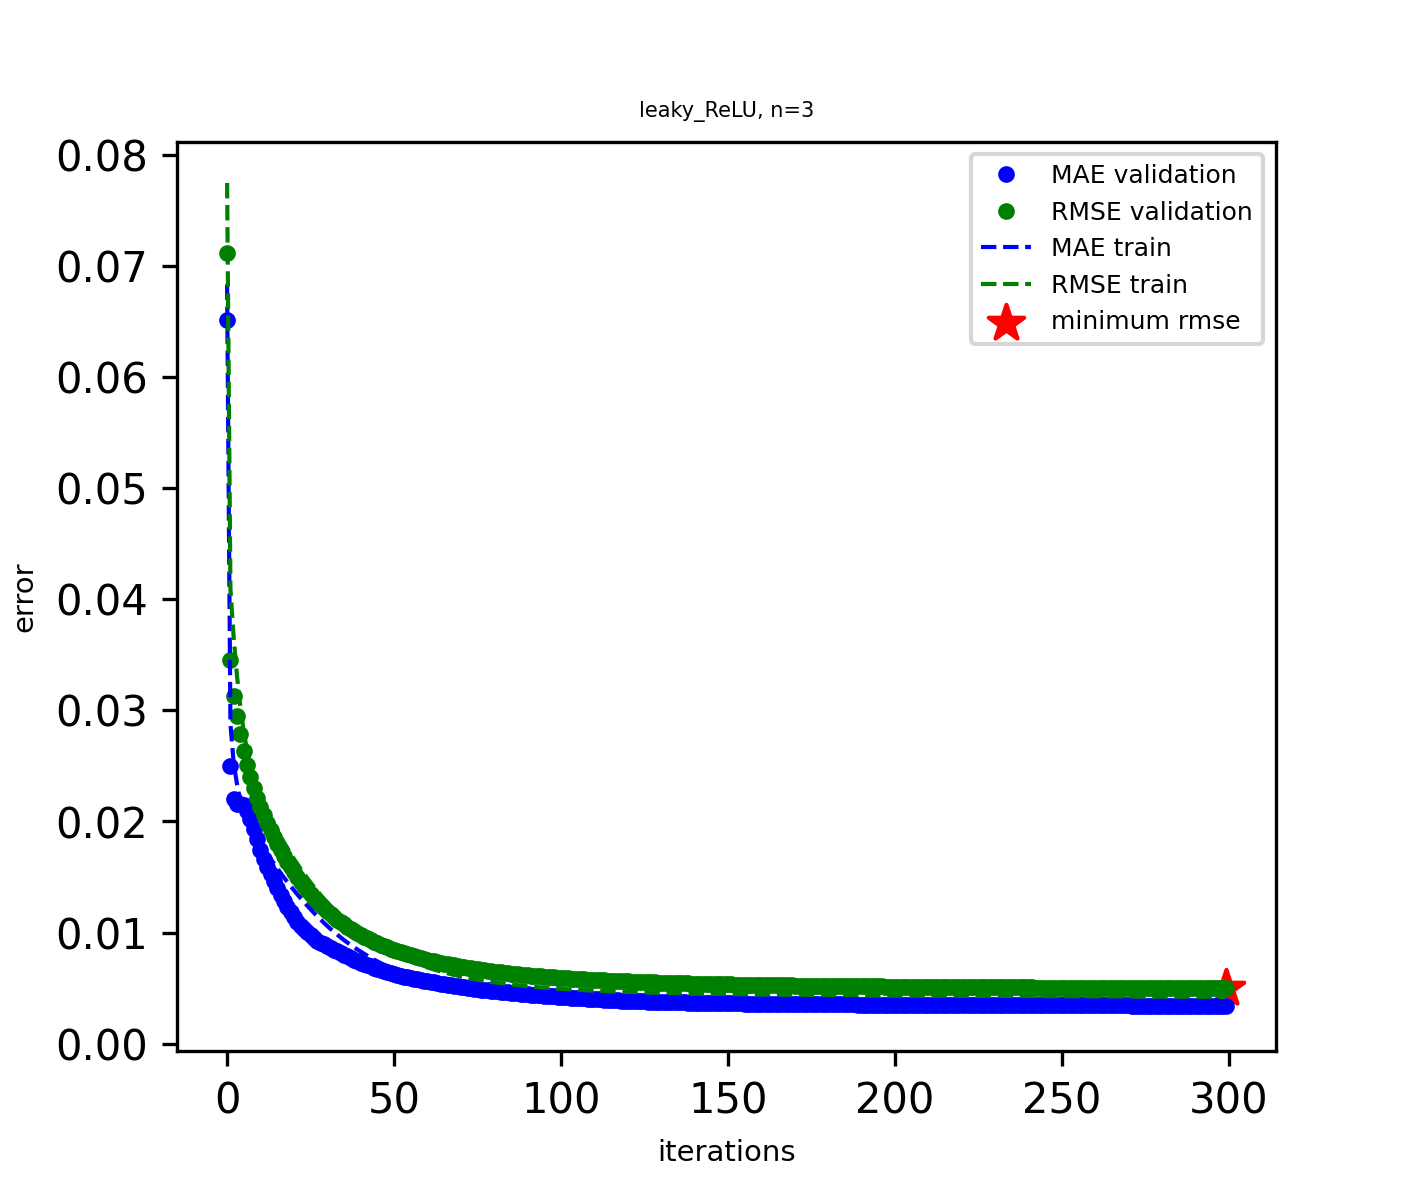 leaky_ReLU, n=3
0.08
0.07
0.06
0.05
0.04
0.03
0.02
0.01
0.00
error
MAE validation
RMSE validation
MAE train
RMSE train
minimum rmse
0 50 100 150 200 250 300
iterations